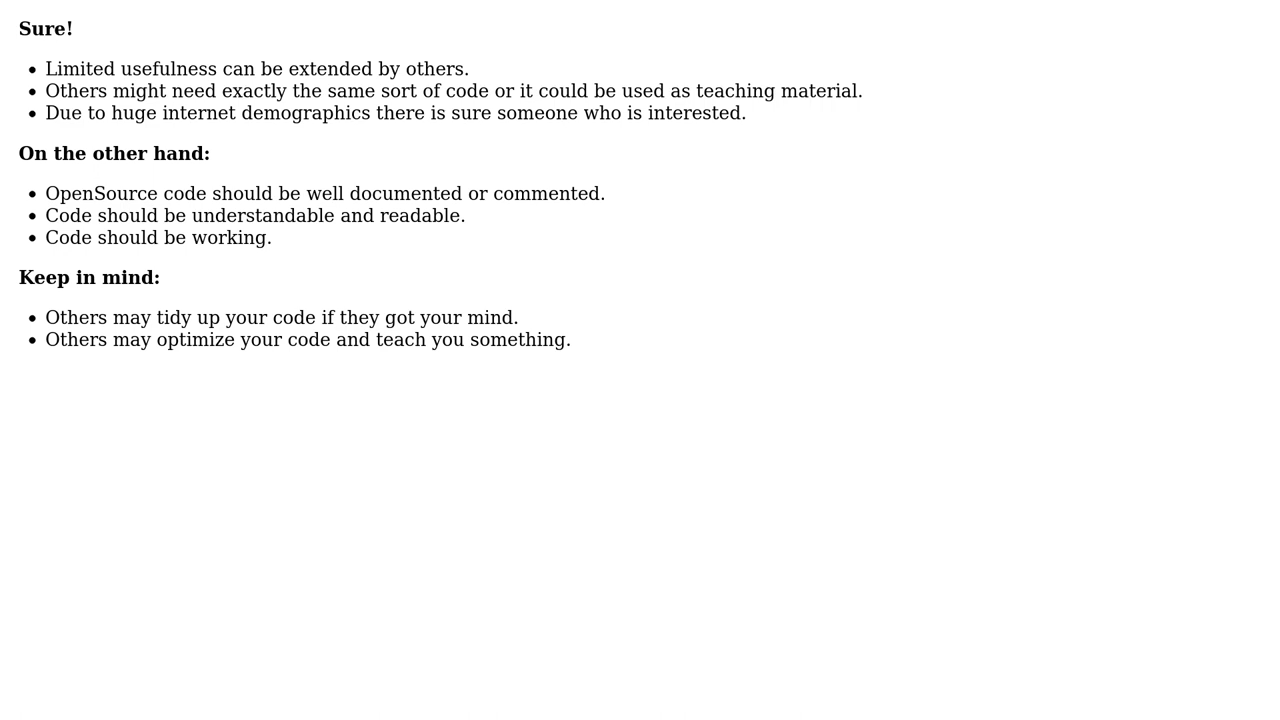 Sure!
• Limited usefulness can be extended by others.
• Others might need exactly the same sort of code or it could be used as teaching material.
• Due to huge internet demographics there is sure someone who is interested.
On the other hand:
• OpenSource code should be well documented or commented.
• Code should be understandable and readable.
• Code should be working.
Keep in mind:
• Others may tidy up your code if they got your mind.
• Others may optimize your code and teach you something.